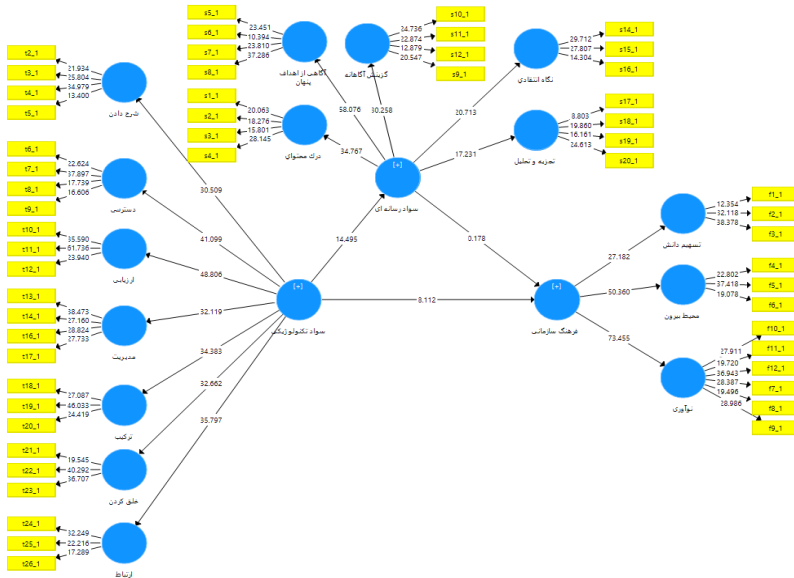 s5_1
s6_1
s7_1
s8_1
23.451
10.394
23.810
37.286
آگاهی از اهداف
پنهان
s10_1
s11_1
s12_1
s9_1
24.736
22.874
12.879
20.547
گزینش آگاهانه
s14_1
s15_1
s16_1
29.712
27.807
14.304
نگاه انتقادی
s1_1
s2_1
s3_1
s4_1
20.063
18.276
15.801
28.145
درک محتوای
s17_1
s18_1
s19_1
s20_1
8.803
19.860
16.161
24.613
تجزیه و تحلیل
58.076
30.258
20.713
34.767
17.231
[+]
سواد رسانه ای
t2_1
t3_1
t4_1
t5_1
21.934
25.804
34.979
13.400
شرح دادن
t6_1
t7_1
t8_1
t9_1
22.624
37.897
17.739
16.606
دسترسی
t10_1
t11_1
t12_1
35.590
61.736
23.940
ارزیابی
t13_1
t14_1
t16_1
t17_1
38.473
27.160
28.824
27.733
مدیریت
t18_1
t19_1
t20_1
27.087
46.033
24.419
ترکیب
t21_1
t22_1
t23_1
19.545
40.292
36.707
خلق کردن
t24_1
t25_1
t26_1
32.249
22.216
17.289
ارتباط
30.509
41.099
48.806
32.119
34.383
32.662
35.797
14.495
0.178
8.112
[+]
سواد تکنولوژیکی
[+]
فرهنگ سازمانی
27.182
50.360
73.455
f1_1
f2_1
f3_1
12.354
32.118
38.378
تسهیم دانش
f4_1
f5_1
f6_1
22.802
37.418
19.078
محیط بیرون
f10_1
f11_1
f12_1
f7_1
f8_1
f9_1
27.911
19.720
36.943
28.387
19.496
28.986
نوآوری